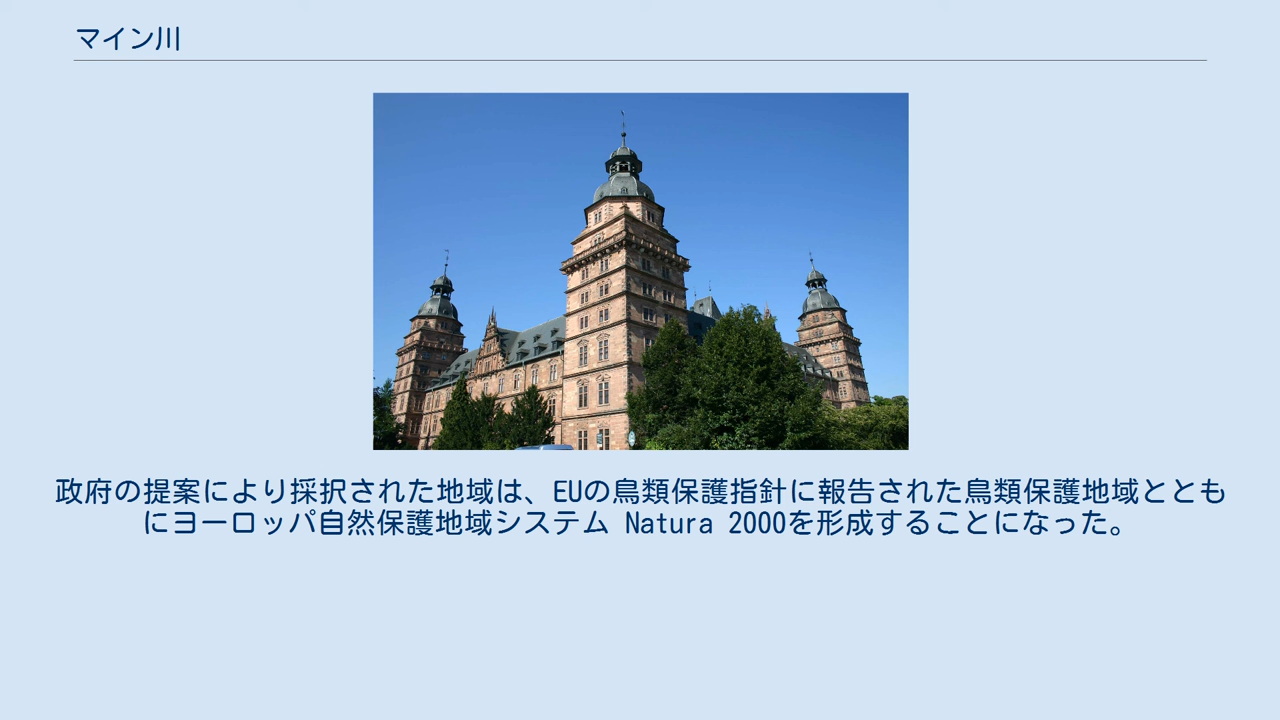 マイン川
政府の提案により採択された地域は、EUの鳥類保護指針に報告された鳥類保護地域ととも
にヨーロッパ自然保護地域システム Natura 2000を形成することになった。